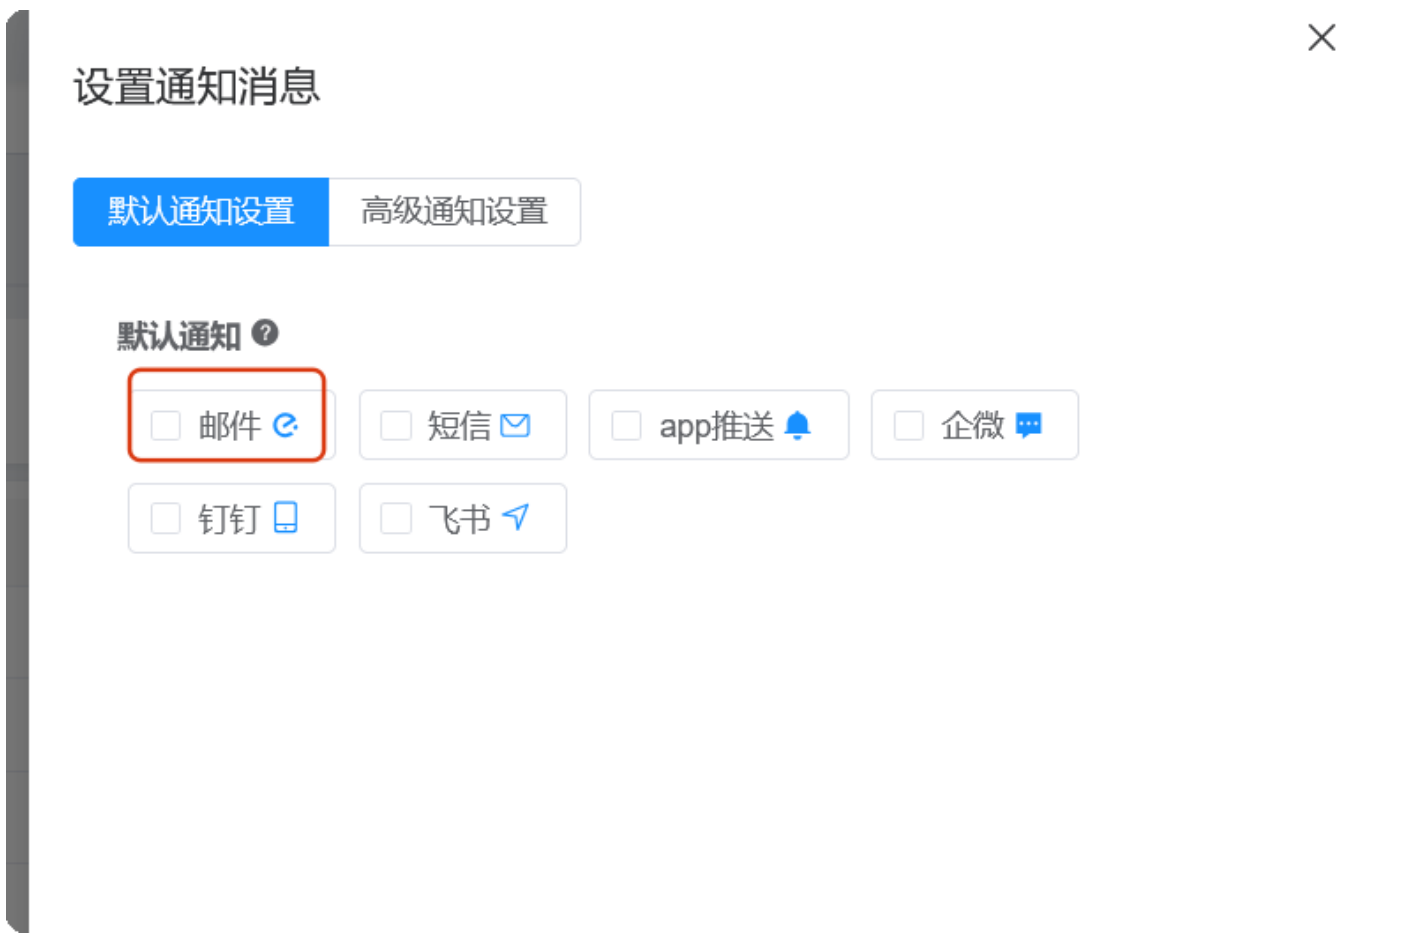 设置通知消息
默认通知设置 高级通知设置
默认通知
邮件 短信 app推送 企微
钉钉 飞书